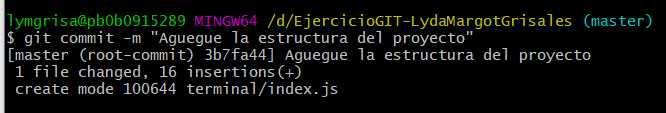 lymgrisa@pb0b0915289 MINGW64 /d/EjercicioGIT-LydaMargotGrisales (master)
$ git commit -m "Aguegue la estructura del proyecto"
[master (root-commit) 3b7fa44] Aguegue la estructura del proyecto
 1 file changed, 16 insertions(+)
 create mode 100644 terminal/index.js